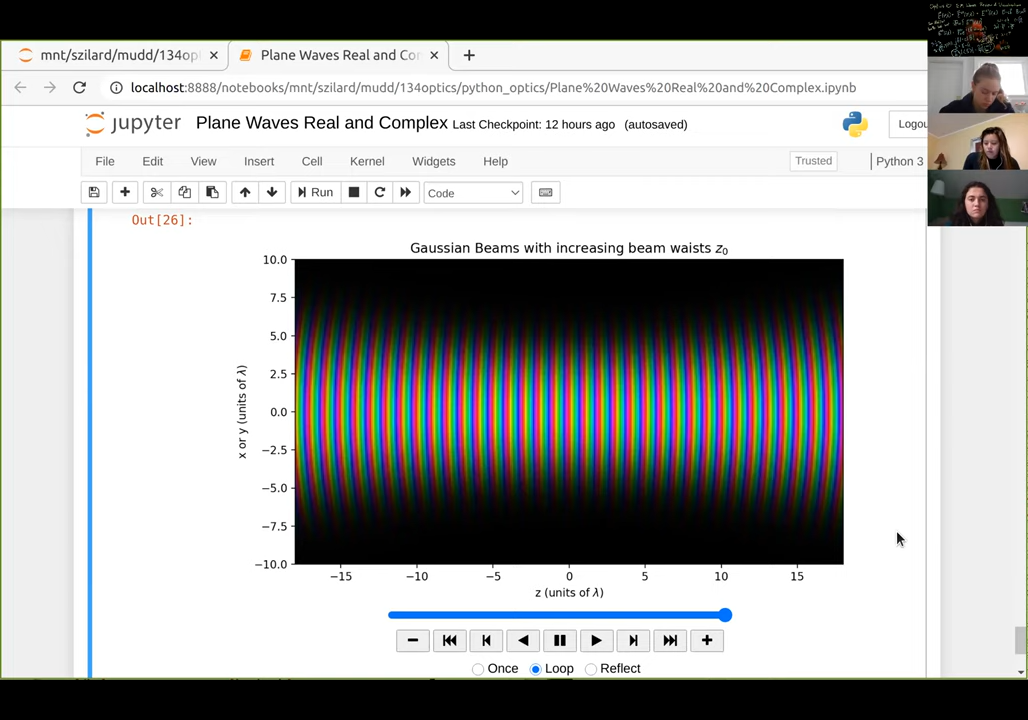 mnt/szilard/mudd/134op
Plane Waves Real and Co
localhost:8888/notebooks/mnt/szilard/mudd/134optics/python_optics/Plane%20Waves%20Real%20and%20Complex.ipynb
jupyter Plane Waves Real and Complex Last Checkpoint: 12 hours ago (autosaved)
Logou
File Edit View Insert Cell Kernel Widgets Help
Trusted
Python 3
Run
Code
Out[26]:
Gaussian Beams with increasing beam waists z₀
10.0
7.5
5.0
2.5
0.0
−2.5
−5.0
−7.5
−10.0
x or y (units of λ)
−15 −10 −5 0 5 10 15
z (units of λ)
Once Loop Reflect